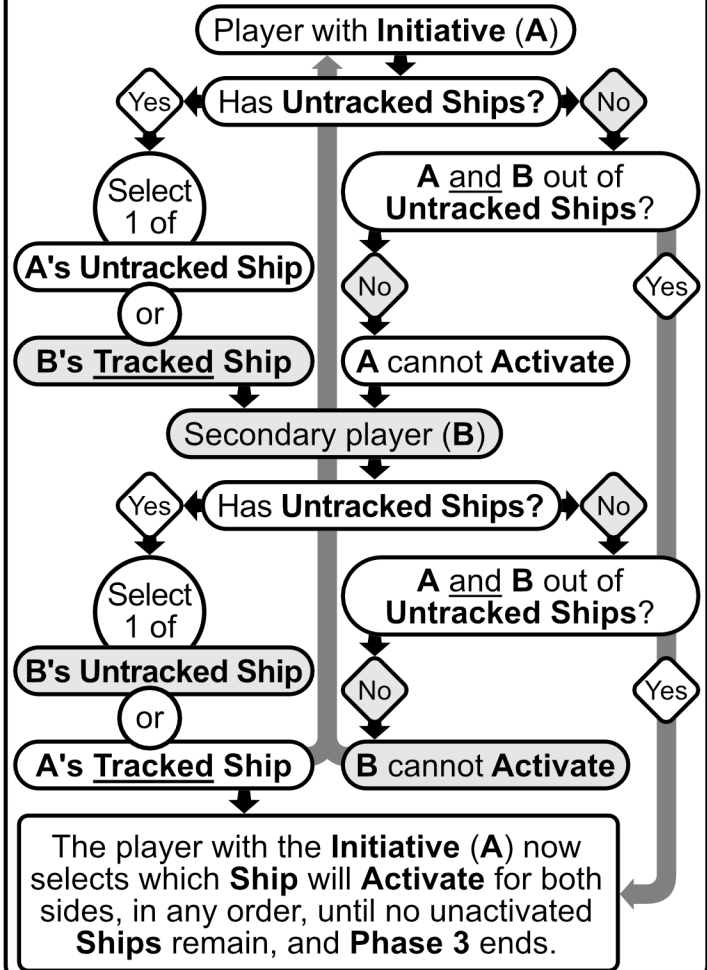 Player with Initiative (A)
Yes
Has Untracked Ships?
No
Select
1 of
A's Untracked Ship
or
B's Tracked Ship
A and B out of
Untracked Ships?
No
Yes
A cannot Activate
Secondary player (B)
Yes
Has Untracked Ships?
No
Select
1 of
B's Untracked Ship
or
A's Tracked Ship
A and B out of
Untracked Ships?
No
Yes
B cannot Activate
The player with the Initiative (A) now
selects which Ship will Activate for both
sides, in any order, until no unactivated
Ships remain, and Phase 3 ends.